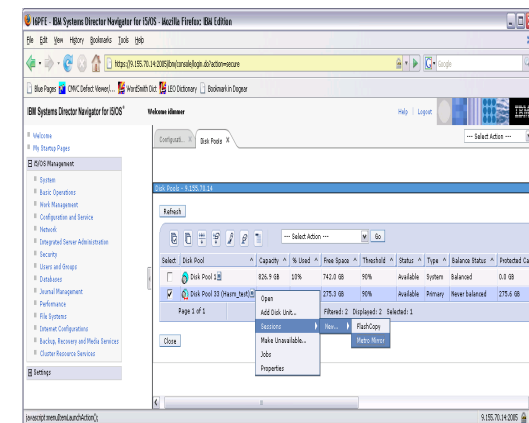 I6PFE - IBM Systems Director Navigator for i5/OS - Mozilla Firefox: IBM Edition
File Edit View History Bookmarks Tools Help
https://9.155.70.14:2005/ibm/console/login.do?action=secure
Google
Blue Pages CMVC Defect Viewer/... WordSmith Dict LEO Dictionary Bookmark in Dogear
IBM Systems Director Navigator for i5/OS® Welcome idimmer Help Logout IBM
Welcome
My Startup Pages
i5/OS Management
System
Basic Operations
Work Management
Configuration and Service
Network
Integrated Server Administration
Security
Users and Groups
Databases
Journal Management
Performance
File Systems
Internet Configurations
Backup, Recovery and Media Services
Cluster Resource Services
Settings
Configurati... X Disk Pools X --- Select Action ---
Disk Pools - 9.155.70.14
Refresh
--- Select Action --- Go
Select Disk Pool ^ Capacity ^ % Used ^ Free Space ^ Threshold ^ Status ^ Type ^ Balance Status ^ Protected Ca
Disk Pool 1 826.9 GB 10% 742.0 GB 90% Available System Balanced 0.0 GB
Disk Pool 33 (Hasm_test) 275.3 GB 90% Available Primary Never balanced 275.6 GB
Page 1 of 1 Filtered: 2 Displayed: 2 Selected: 1
Open
Add Disk Unit...
Sessions
Make Unavailable...
Jobs
Properties
New...
FlashCopy
Metro Mirror
Close
javascript:menuItemLaunchAction();
9.155.70.14:2005